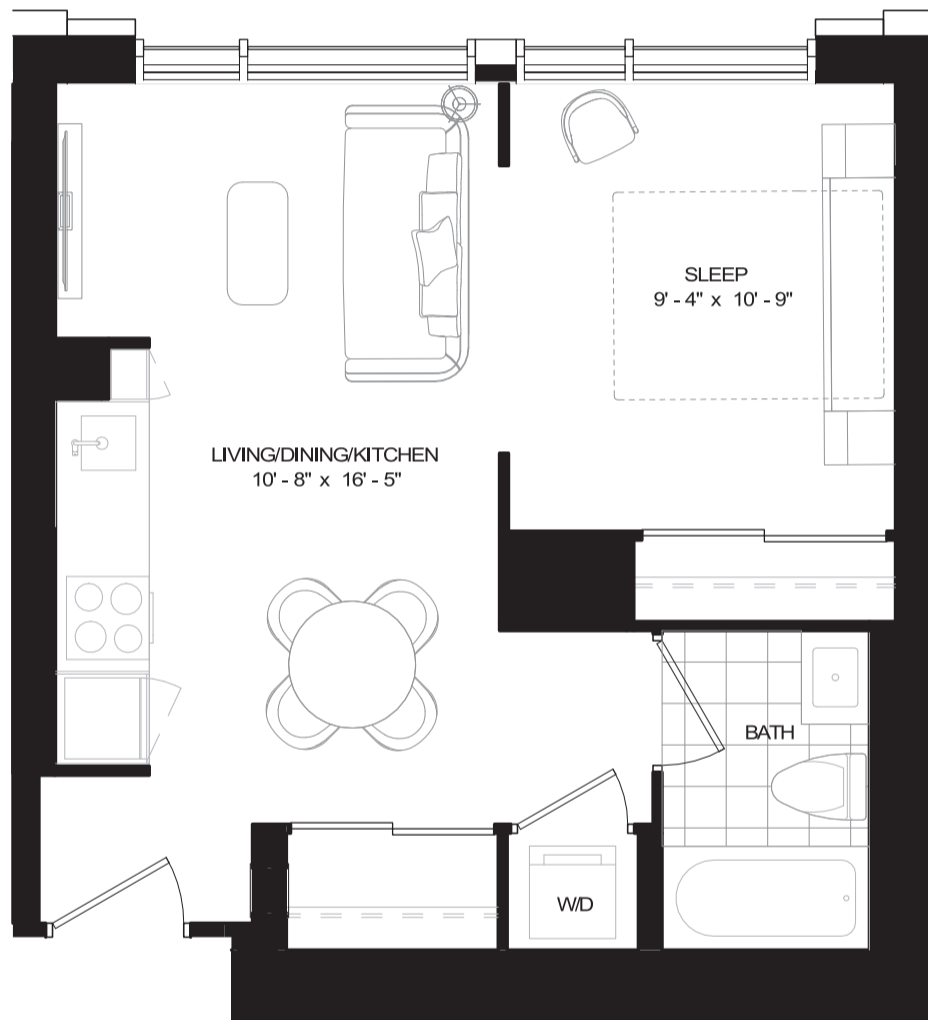 SLEEP
9' - 4" x 10' - 9"
LIVING/DINING/KITCHEN
10' - 8" x 16' - 5"
BATH
W/D